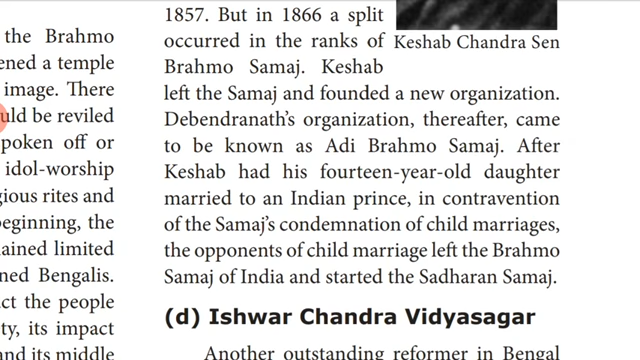 the Brahmo
ened a temple
image. There
uld be reviled
spoken off or
idol-worship
gious rites and
beginning, the
ained limited
ned Bengalis.
ct the people
ty, its impact
and its middle
1857. But in 1866 a split
occurred in the ranks of
Brahmo Samaj. Keshab
Keshab Chandra Sen
left the Samaj and founded a new organization.
Debendranath's organization, thereafter, came
to be known as Adi Brahmo Samaj. After
Keshab had his fourteen-year-old daughter
married to an Indian prince, in contravention
of the Samaj's condemnation of child marriages,
the opponents of child marriage left the Brahmo
Samaj of India and started the Sadharan Samaj.
(d) Ishwar Chandra Vidyasagar
Another outstanding reformer in Bengal